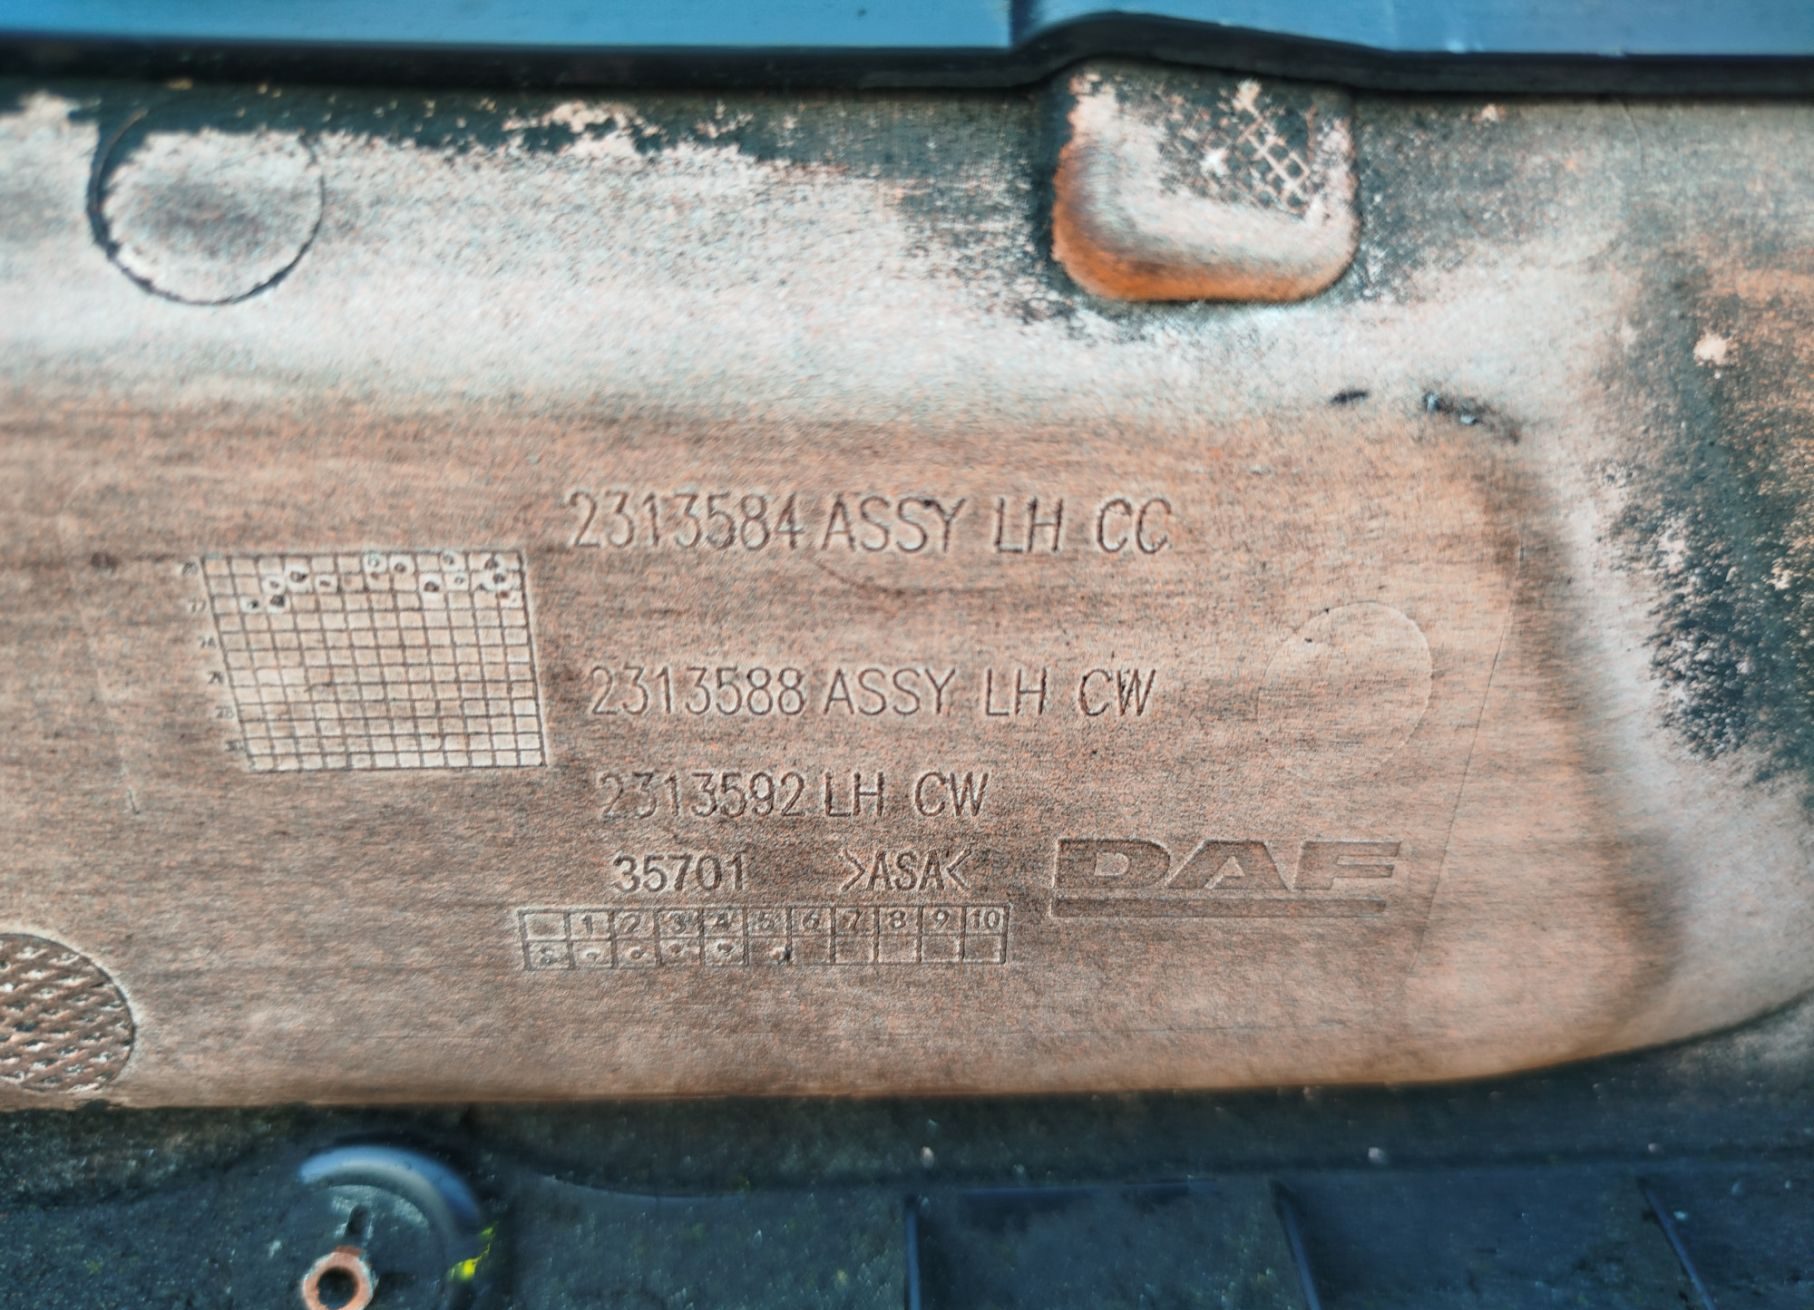 2313584 ASSY LH CC
2313588 ASSY LH CW
2313592 LH CW
35701 >ASA<
DAF
1 2 3 4 5 6 7 8 9 10